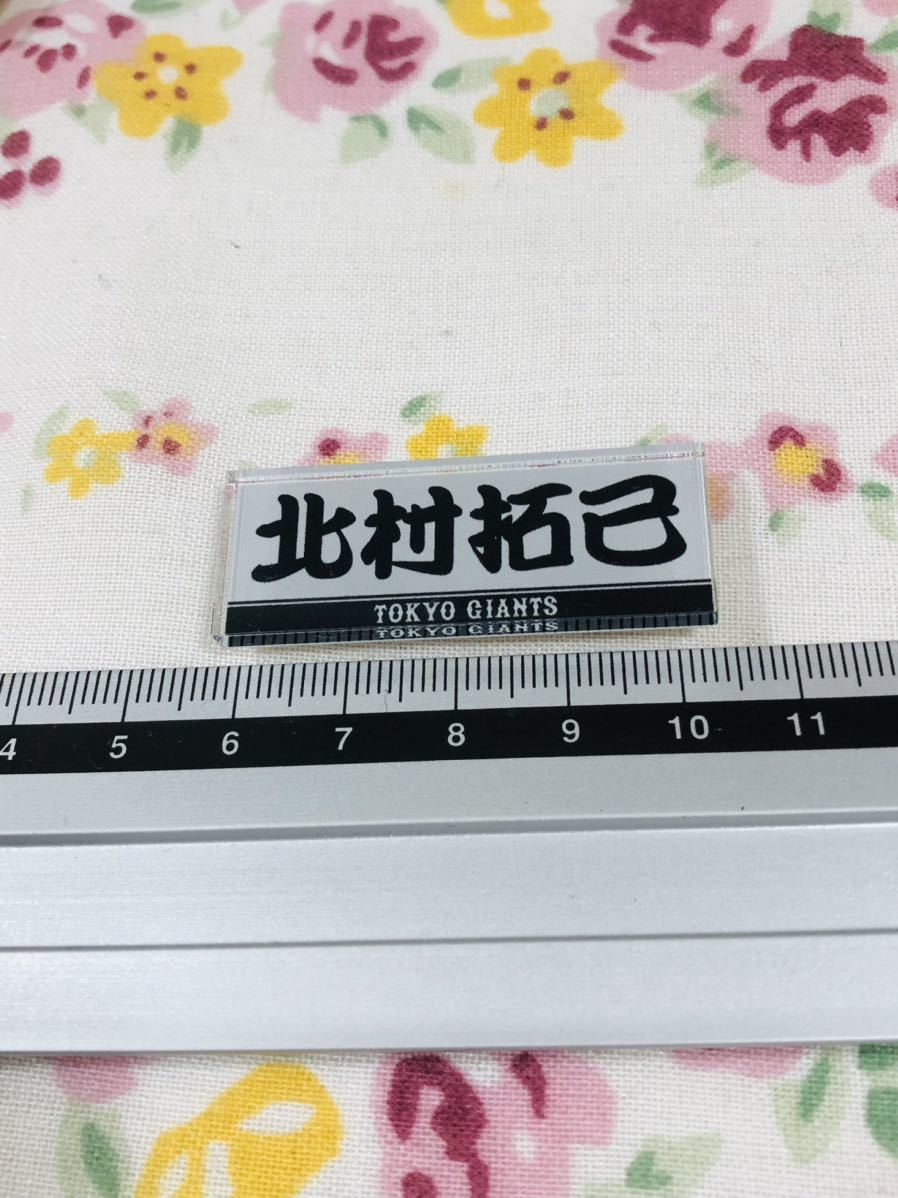 北村拓己
TOKYO GIANTS
TOKYO GIANTS
4 5 6 7 8 9 10 11